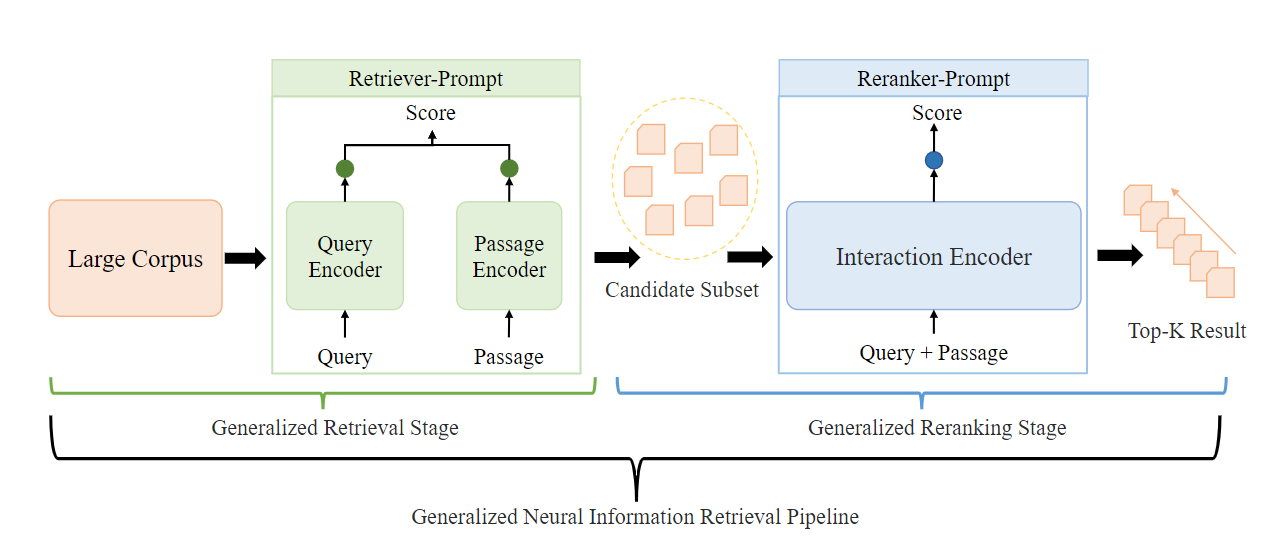 Retriever-Prompt
Score
Query
Encoder
Passage
Encoder
Query
Passage
Large Corpus
Candidate Subset
Reranker-Prompt
Score
Interaction Encoder
Query + Passage
Top-K Result
Generalized Retrieval Stage
Generalized Reranking Stage
Generalized Neural Information Retrieval Pipeline